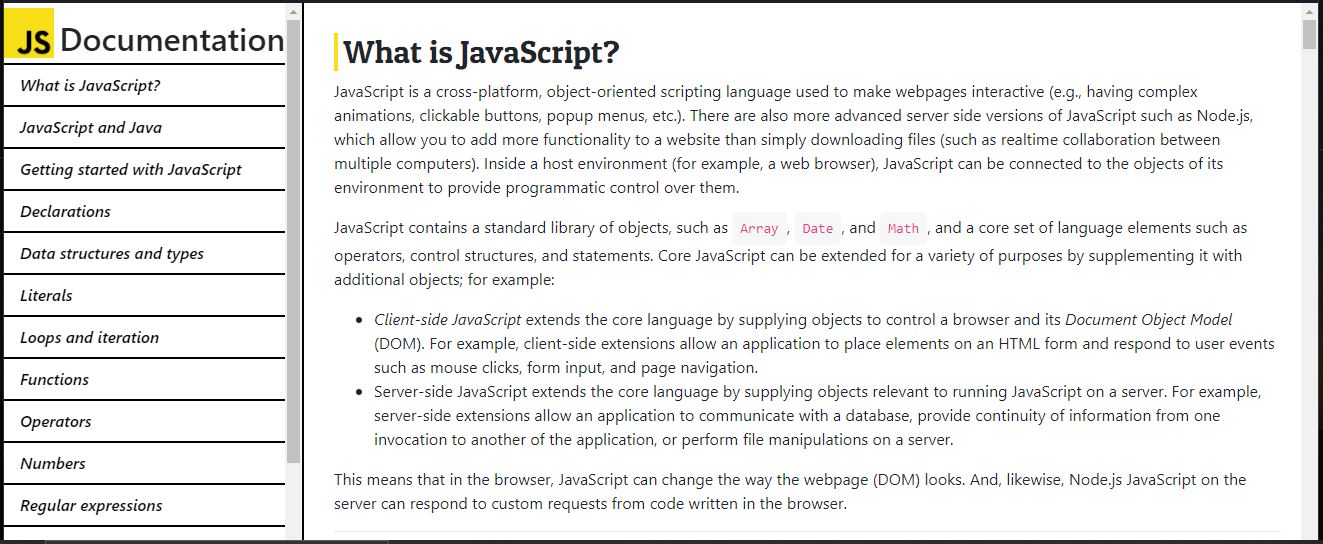 JS Documentation
What is JavaScript?
JavaScript and Java
Getting started with JavaScript
Declarations
Data structures and types
Literals
Loops and iteration
Functions
Operators
Numbers
Regular expressions
What is JavaScript?
JavaScript is a cross-platform, object-oriented scripting language used to make webpages interactive (e.g., having complex
animations, clickable buttons, popup menus, etc.). There are also more advanced server side versions of JavaScript such as Node.js,
which allow you to add more functionality to a website than simply downloading files (such as realtime collaboration between
multiple computers). Inside a host environment (for example, a web browser), JavaScript can be connected to the objects of its
environment to provide programmatic control over them.
JavaScript contains a standard library of objects, such as Array, Date, and Math, and a core set of language elements such as
operators, control structures, and statements. Core JavaScript can be extended for a variety of purposes by supplementing it with
additional objects; for example:
• Client-side JavaScript extends the core language by supplying objects to control a browser and its Document Object Model
(DOM). For example, client-side extensions allow an application to place elements on an HTML form and respond to user events
such as mouse clicks, form input, and page navigation.
• Server-side JavaScript extends the core language by supplying objects relevant to running JavaScript on a server. For example,
server-side extensions allow an application to communicate with a database, provide continuity of information from one
invocation to another of the application, or perform file manipulations on a server.
This means that in the browser, JavaScript can change the way the webpage (DOM) looks. And, likewise, Node.js JavaScript on the
server can respond to custom requests from code written in the browser.